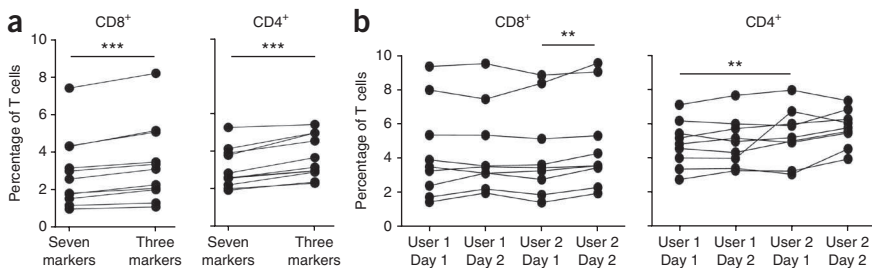 a
CD8+
CD4+
***
***
Percentage of T cells
10
8
6
4
2
0
Seven markers
Three markers
Seven markers
Three markers
b
CD8+
CD4+
**
**
Percentage of T cells
10
8
6
4
2
0
User 1 Day 1
User 1 Day 2
User 2 Day 1
User 2 Day 2
User 1 Day 1
User 1 Day 2
User 2 Day 1
User 2 Day 2